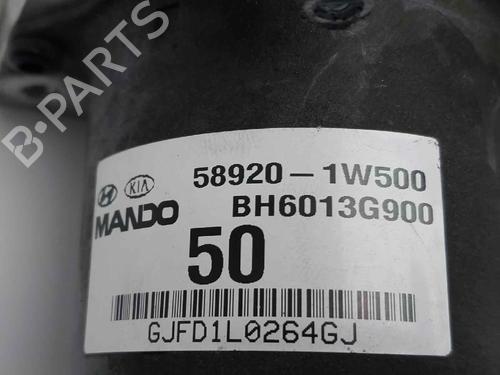 B-PARTS
58920-1W500
KIA
MANDO
BH6013G900
50
GJFD1L0264GJ